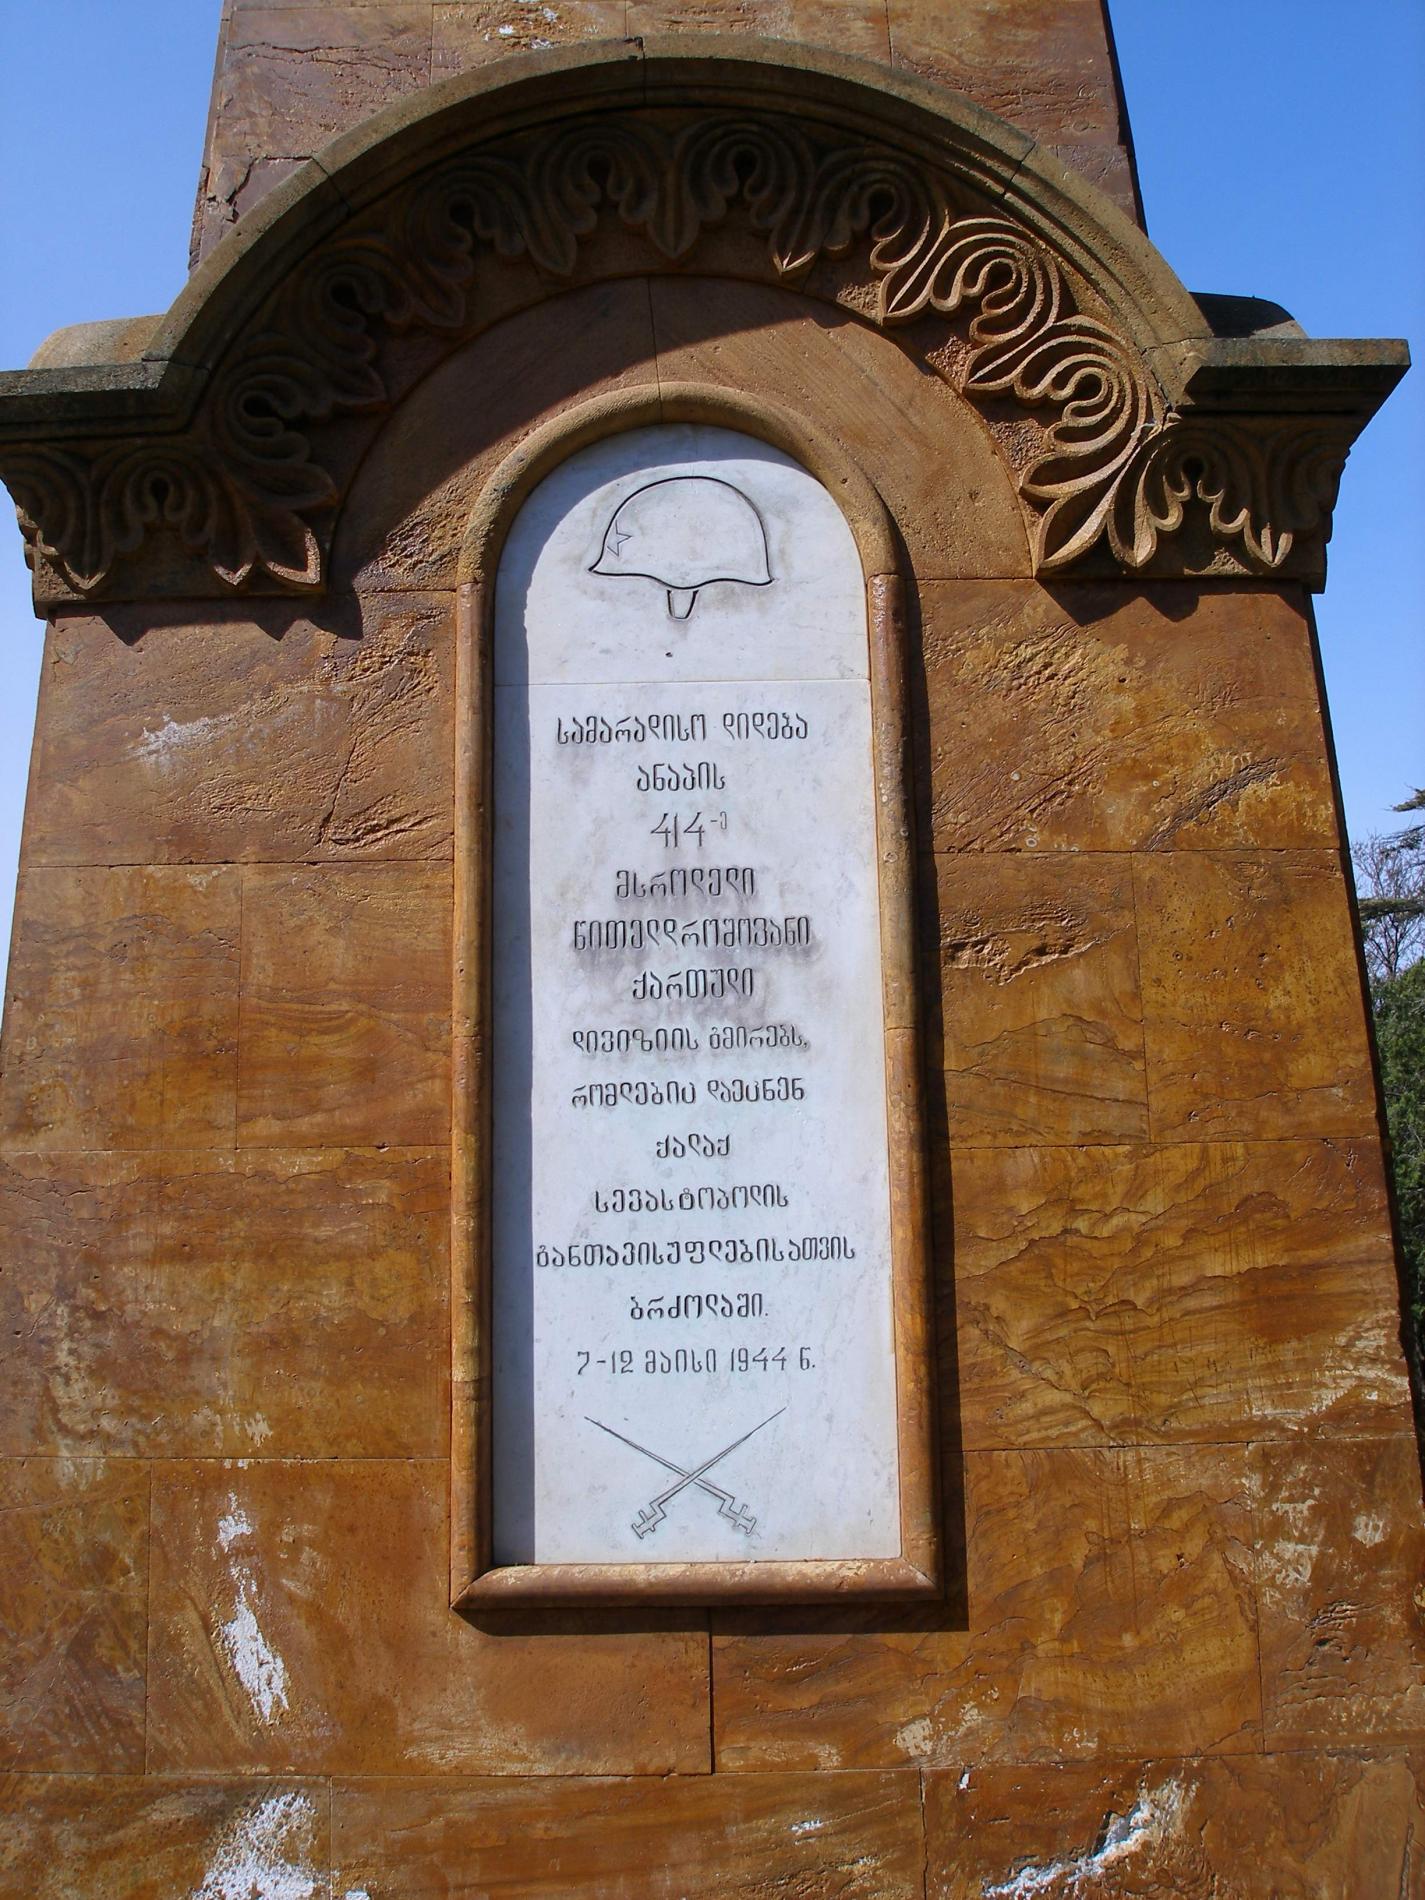 სამარადისო დიდება
ანაპის
414-ე
მსროლელი
წითელდროშოვანი
ქართული
დივიზიის გმირებს,
რომლებიც დაეცნენ
ქალაქ
სევასტოპოლის
განთავისუფლებისათვის
ბრძოლაში.
7-12 მაისი 1944 წ.